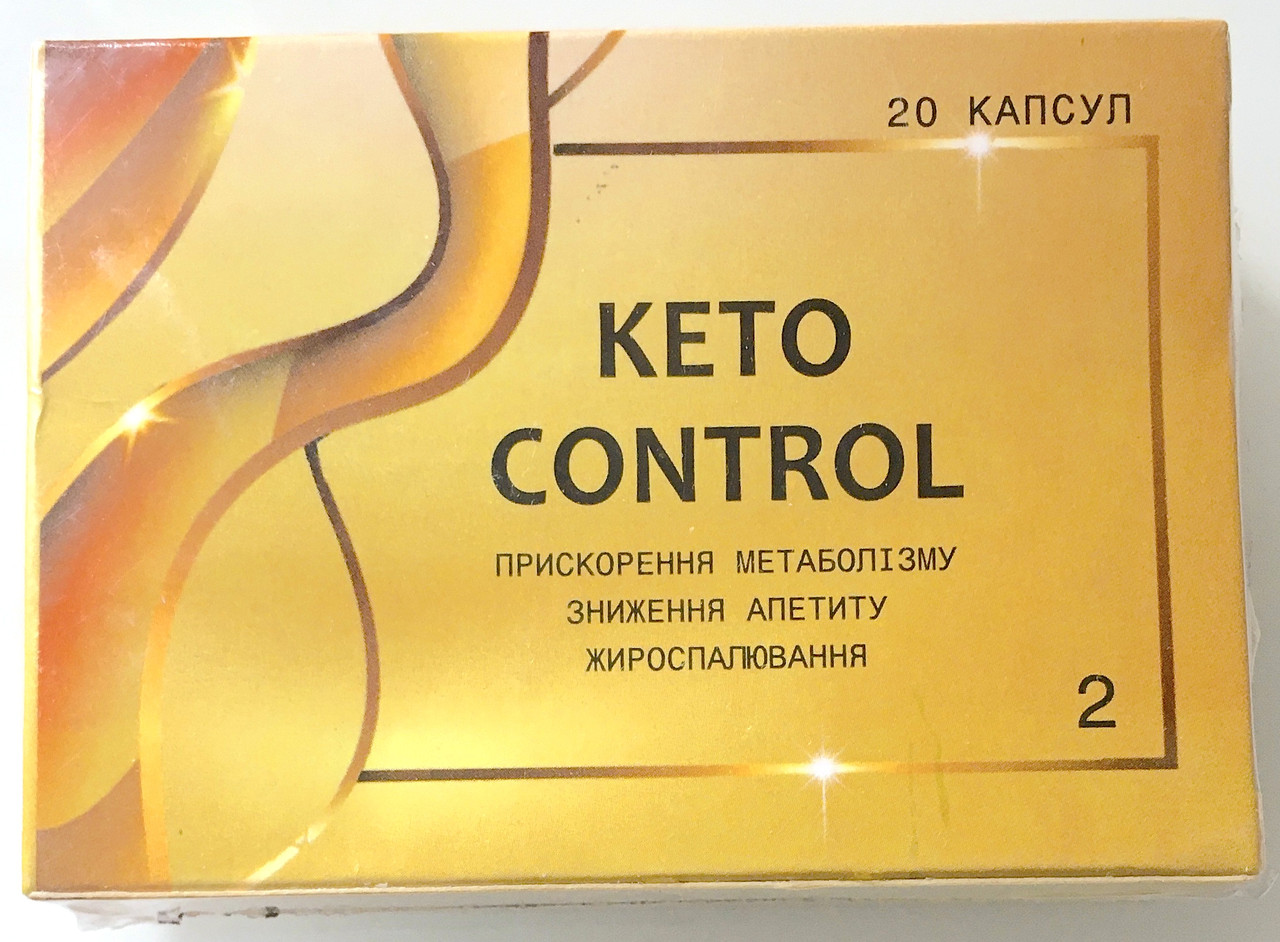 20 КАПСУЛ
KETO
CONTROL
ПРИСКОРЕННЯ МЕТАБОЛІЗМУ
ЗНИЖЕННЯ АПЕТИТУ
ЖИРОСПАЛЮВАННЯ
2